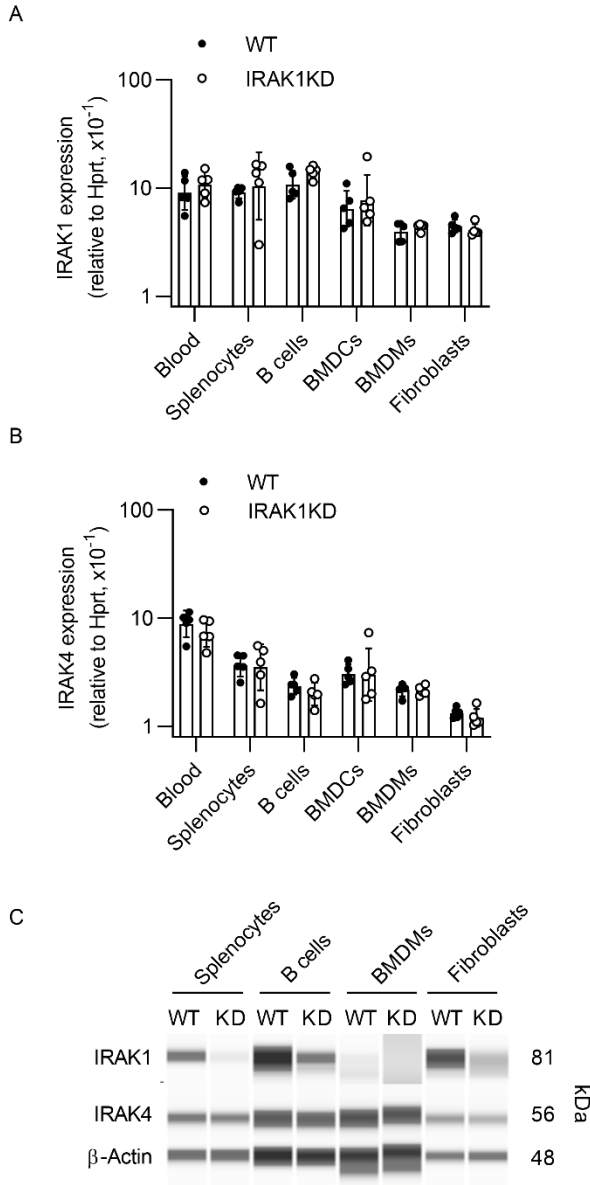 A
WT
IRAK1KD
IRAK1 expression
(relative to Hprt, x10⁻¹)
100
10
1
Blood
Splenocytes
B cells
BMDCs
BMDMs
Fibroblasts
B
WT
IRAK1KD
IRAK4 expression
(relative to Hprt, x10⁻¹)
100
10
1
Blood
Splenocytes
B cells
BMDCs
BMDMs
Fibroblasts
C
Splenocytes B cells BMDMs Fibroblasts
WT KD WT KD WT KD WT KD
IRAK1 81
IRAK4 56
β-Actin 48
kDa